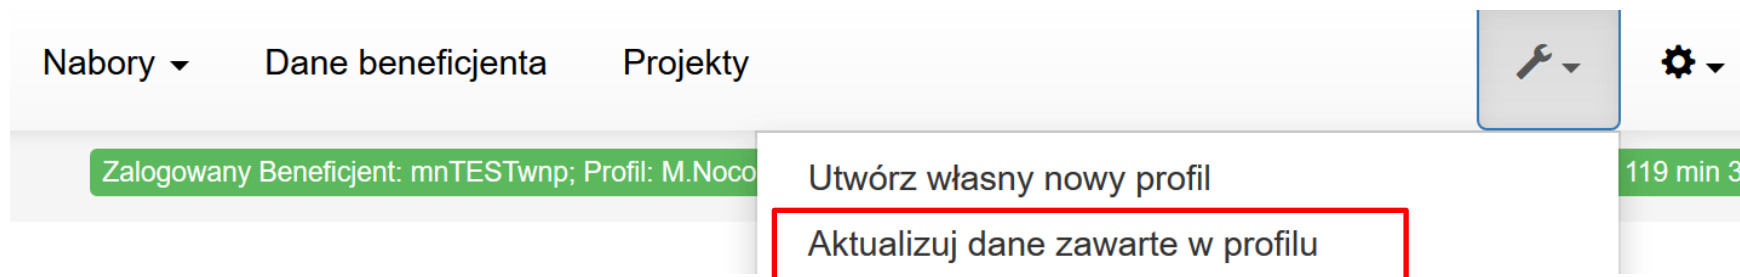 Nabory Dane beneficjenta Projekty
Zalogowany Beneficjent: mnTESTwnp; Profil: M.Noco
119 min 3
Utwórz własny nowy profil
Aktualizuj dane zawarte w profilu